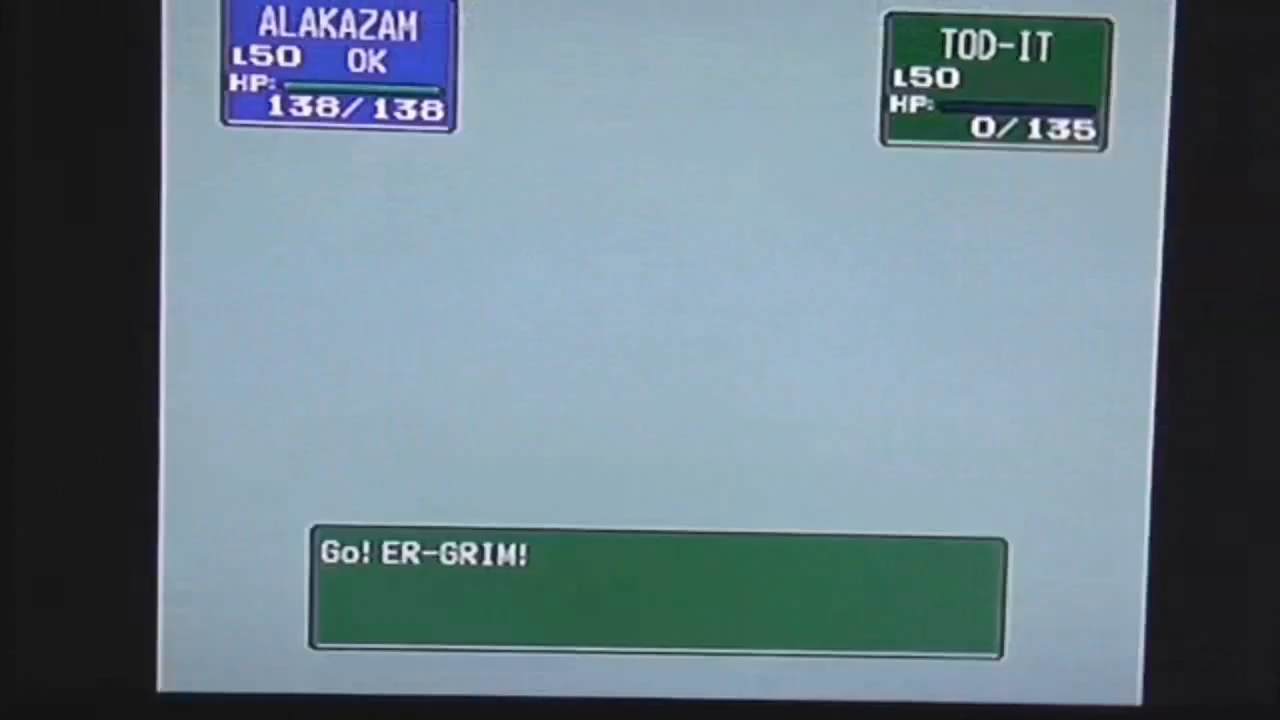 ALAKAZAM
L50 OK
HP:
138/138
TOD-IT
L50
HP:
0/135
Go! ER-GRIM!